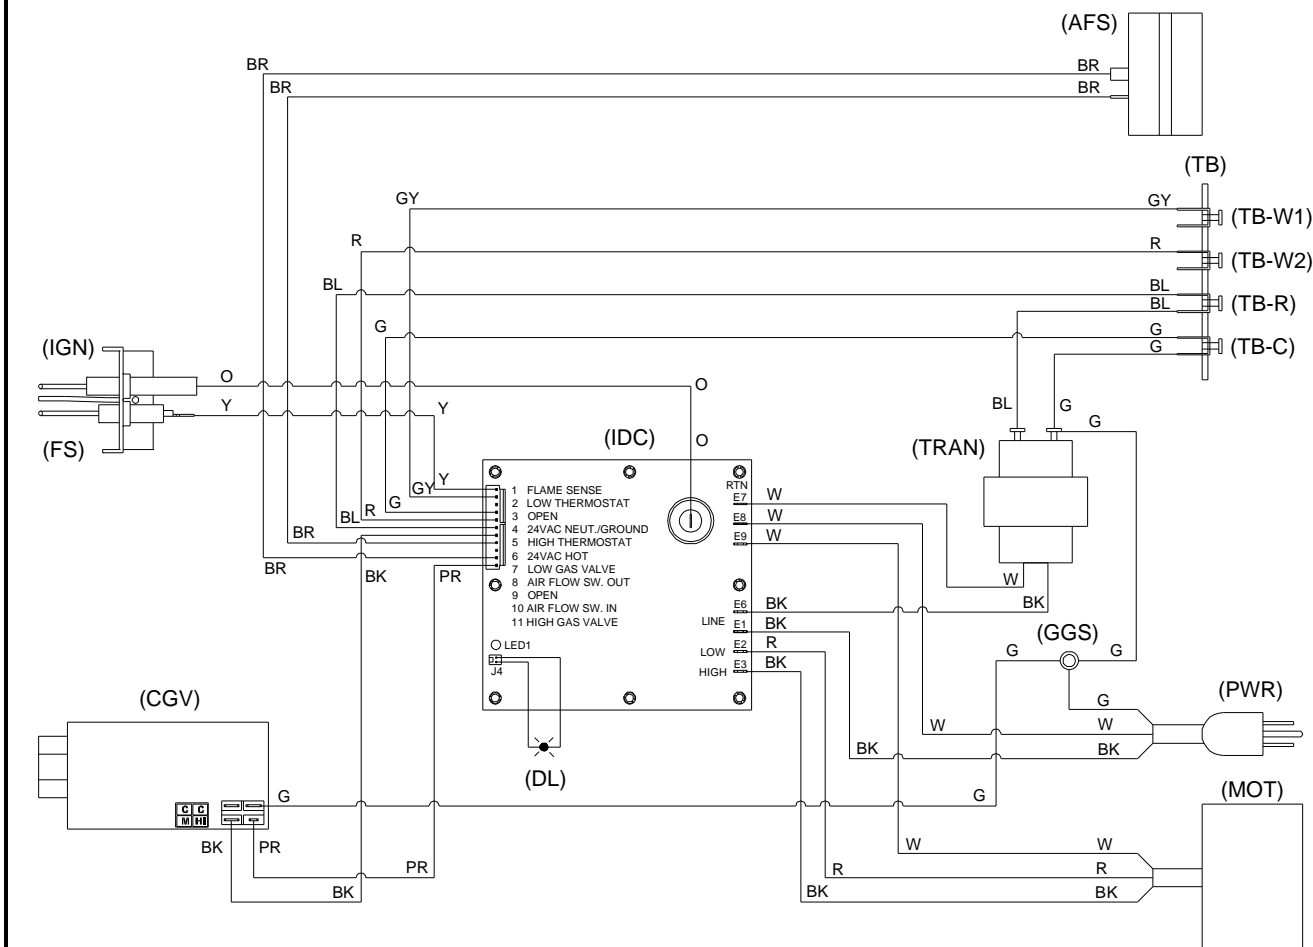 (AFS)
BR
BR
BR
BR
(TB)
GY
GY
(TB-W1)
R
R
(TB-W2)
BL
BL
BL
(TB-R)
G
G
G
(TB-C)
(IGN)
O
O
Y
Y
(FS)
BL
G
G
(TRAN)
(IDC)
O
Y
GY
G
R
BL
BR
BR
BK
PR
1 FLAME SENSE
2 LOW THERMOSTAT
3 OPEN
4 24VAC NEUT./GROUND
5 HIGH THERMOSTAT
6 24VAC HOT
7 LOW GAS VALVE
8 AIR FLOW SW. OUT
9 OPEN
10 AIR FLOW SW. IN
11 HIGH GAS VALVE
LED1
J4
RTN
E7
W
E8
W
E9
W
W
BK
E6
BK
LINE
E1
BK
E2
R
LOW
E3
BK
HIGH
(GGS)
G
G
(PWR)
G
W
W
BK
BK
(DL)
(CGV)
C C
M HI
G
G
BK
PR
PR
BK
(MOT)
W
W
R
R
BK
BK